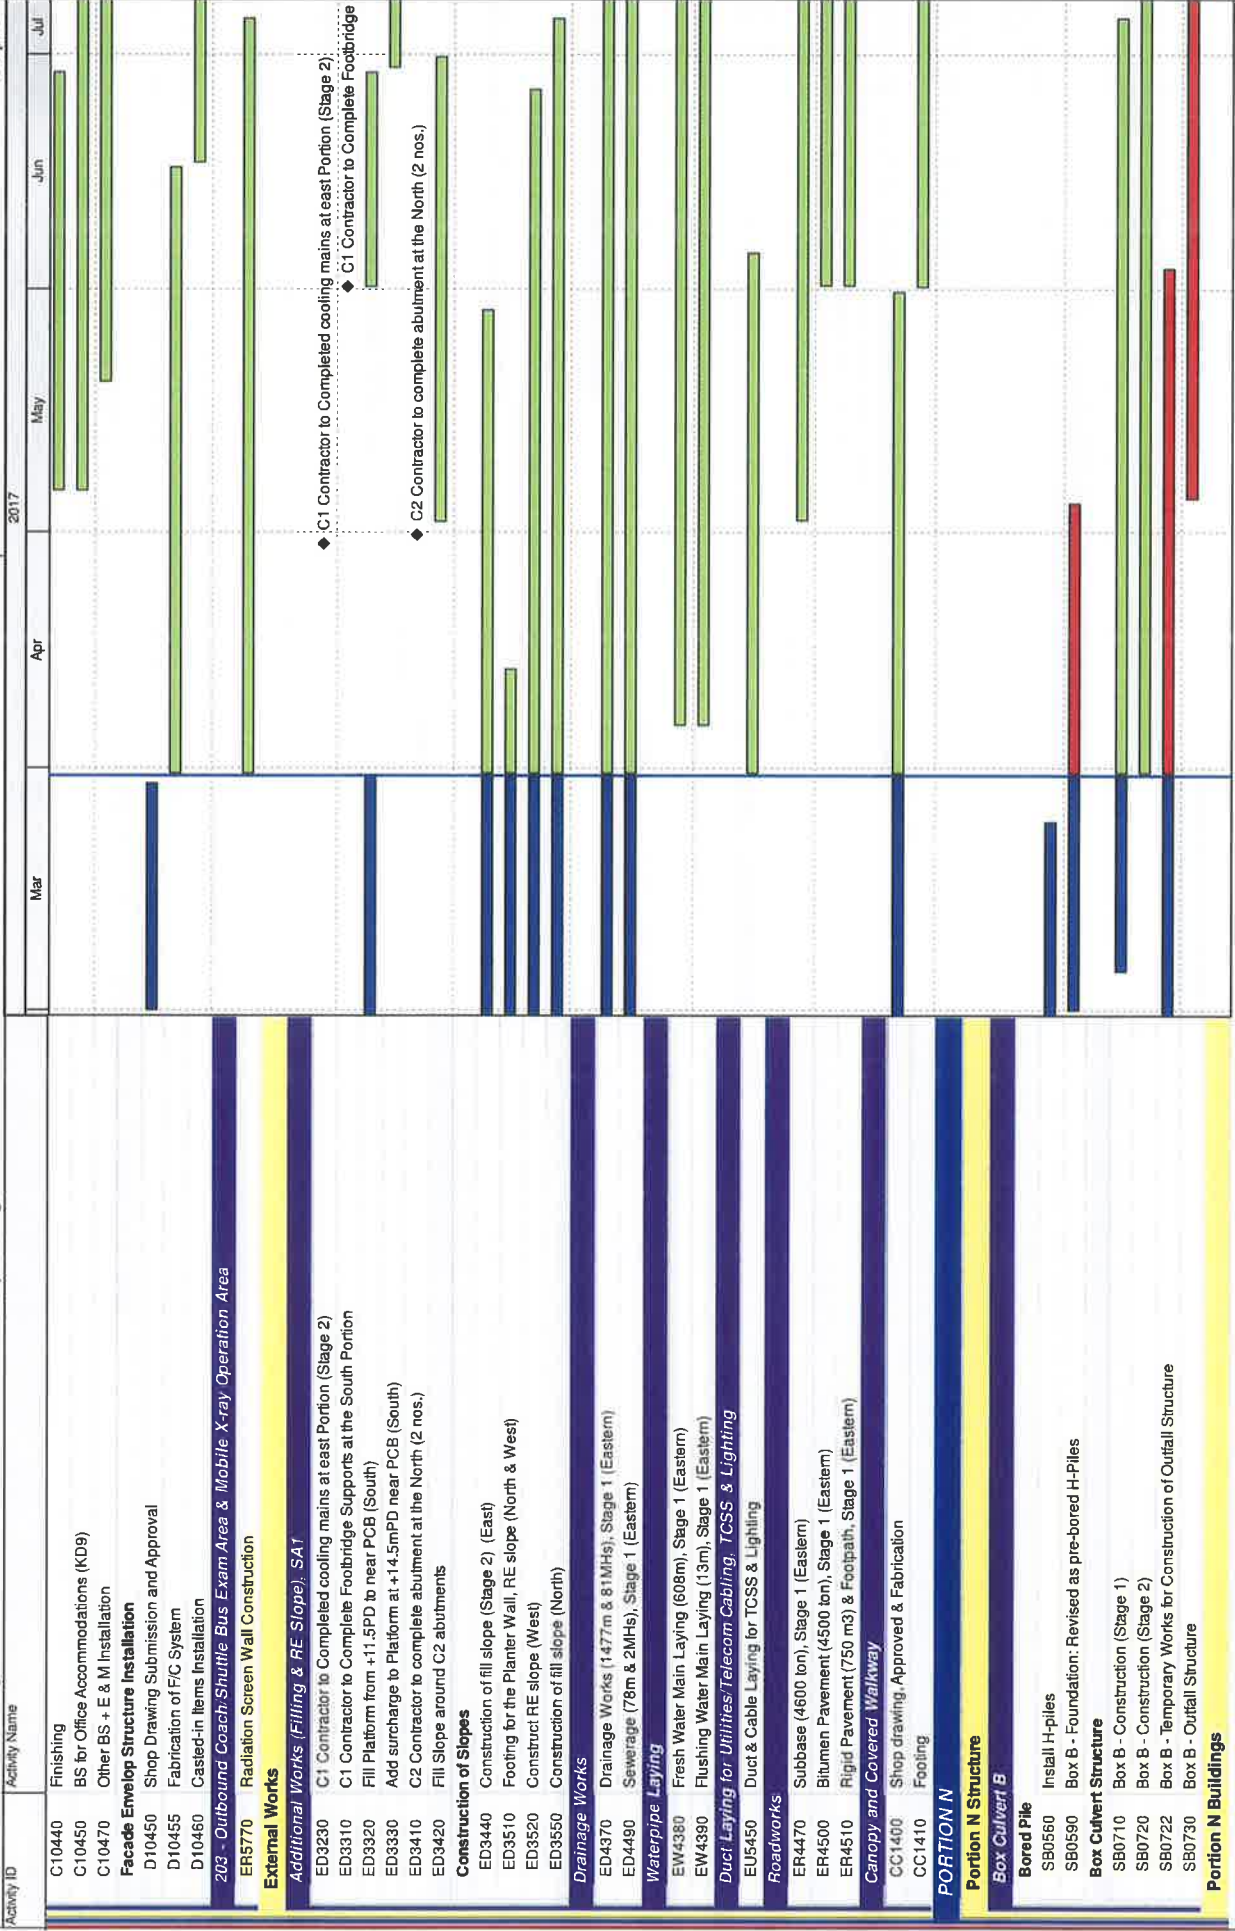 Activity ID Activity Name 2017
Mar Apr May Jun Jul
C10440 Finishing
C10450 BS for Office Accomodations (KD9)
C10470 Other BS + E & M Installation
Facade Envelop Structure Installation
D10450 Shop Drawing Submission and Approval
D10455 Fabrication of F/C System
D10460 Casted-in Items Installation
203 - Outbound Coach/Shuttle Bus Exam Area & Mobile X-ray Operation Area
ER5770 Radiation Screen Wall Construction
External Works
Additional Works (Filling & RE Slope), SA1
ED3230 C1 Contractor to Completed cooling mains at east Portion (Stage 2) ◆ C1 Contractor to Completed cooling mains at east Portion (Stage 2)
ED3310 C1 Contractor to Complete Footbridge Supports at the South Portion ◆ C1 Contractor to Complete Footbridge
ED3320 Fill Platform from +11.5PD to near PCB (South)
ED3330 Add surcharge to Platform at +14.5mPD near PCB (South)
ED3410 C2 Contractor to complete abutment at the North (2 nos.) ◆ C2 Contractor to complete abutment at the North (2 nos.)
ED3420 Fill Slope around C2 abutments
Construction of Slopes
ED3440 Construction of fill slope (Stage 2) (East)
ED3510 Footing for the Planter Wall, RE slope (North & West)
ED3520 Construct RE slope (West)
ED3550 Construction of fill slope (North)
Drainage Works
ED4370 Drainage Works (1477m & 81MHs), Stage 1 (Eastern)
ED4490 Sewerage (78m & 2MHs), Stage 1 (Eastern)
Waterpipe Laying
EW4380 Fresh Water Main Laying (608m), Stage 1 (Eastern)
EW4390 Flushing Water Main Laying (13m), Stage 1 (Eastern)
Duct Laying for Utilities/Telecom Cabling, TCSS & Lighting
EU5450 Duct & Cable Laying for TCSS & Lighting
Roadworks
ER4470 Subbase (4600 ton), Stage 1 (Eastern)
ER4500 Bitumen Pavement (4500 ton), Stage 1 (Eastern)
ER4510 Rigid Pavement (750 m3) & Footpath, Stage 1 (Eastern)
Canopy and Covered Walkway
CC1400 Shop drawing, Approved & Fabrication
CC1410 Footing
PORTION N
Portion N Structure
Box Culvert B
Bored Pile
SB0560 Install H-piles
SB0590 Box B - Foundation: Revised as pre-bored H-Piles
Box Culvert Structure
SB0710 Box B - Construction (Stage 1)
SB0720 Box B - Construction (Stage 2)
SB0722 Box B - Temporary Works for Construction of Outfall Structure
SB0730 Box B - Outfall Structure
Portion N Buildings